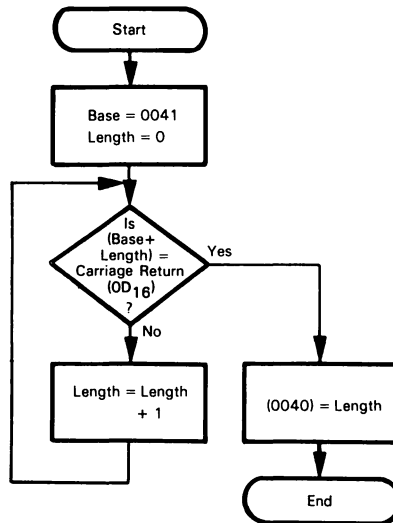 Start
Base = 0041
Length = 0
Is
(Base+
Length) =
Carriage Return
(0D16)
?
Yes
No
Length = Length
+ 1
(0040) = Length
End